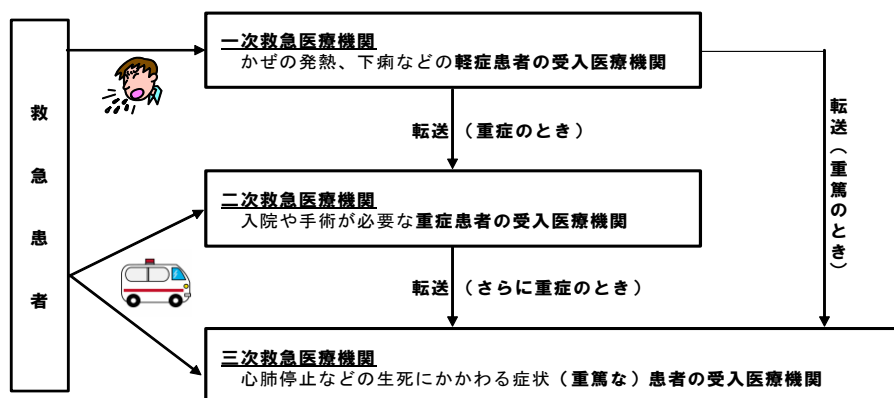 救急患者
一次救急医療機関
かぜの発熱、下痢などの軽症患者の受入医療機関
転送（重症のとき）
転送（重篤のとき）
二次救急医療機関
入院や手術が必要な重症患者の受入医療機関
転送（さらに重症のとき）
三次救急医療機関
心肺停止などの生死にかかわる症状（重篤な）患者の受入医療機関